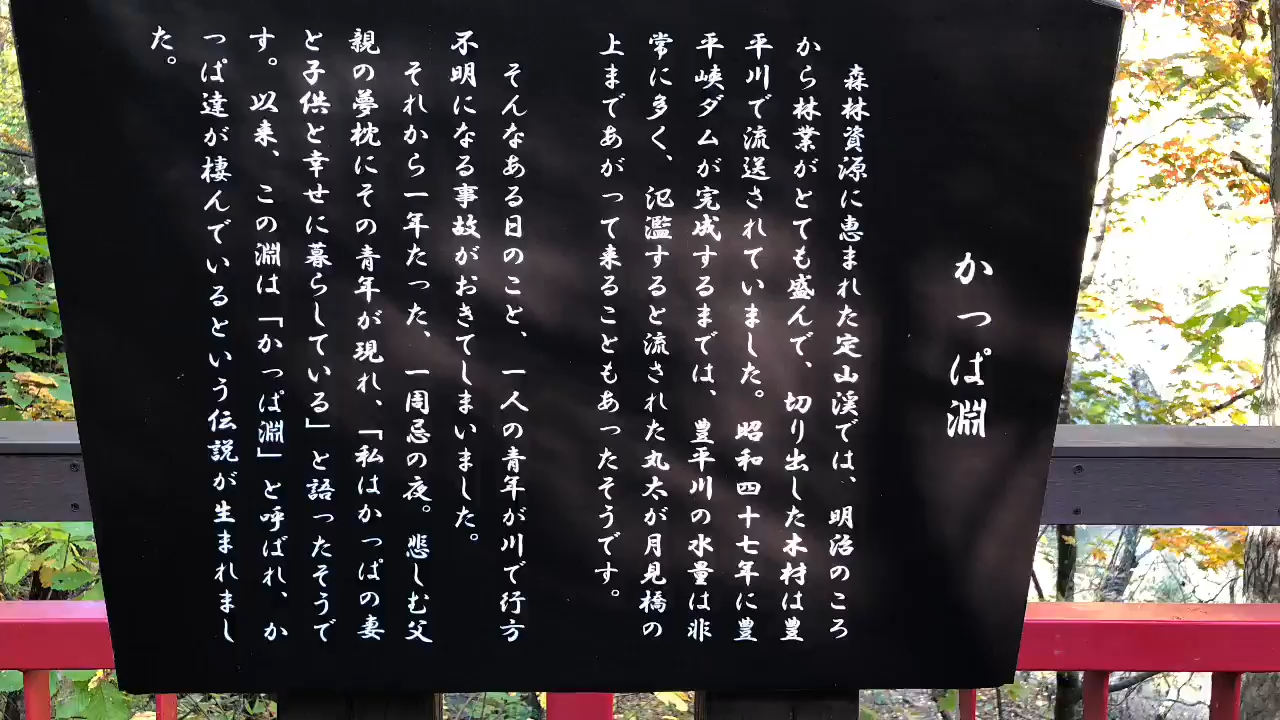 かっぱ淵
森林資源に恵まれた定山渓では、明治のころ
から林業がとても盛んで、切り出した木村は豊
平川で流送されていました。昭和四十七年に豊
平峡ダムが完成するまでは、豊平川の水量は非
常に多く、氾濫すると流された丸太が月見橋の
上まであがって来ることもあったそうです。
そんなある日のこと、一人の青年が川で行方
不明になる事故がおきてしまいました。
それから一年たった、一周忌の夜。悲しむ父
親の夢枕にその青年が現れ、「私はかっぱの妻
と子供と幸せに暮らしている」と語ったそうで
す。以来、この淵は「かっぱ淵」と呼ばれ、か
っぱ達が棲んでいるという伝説が生まれまし
た。